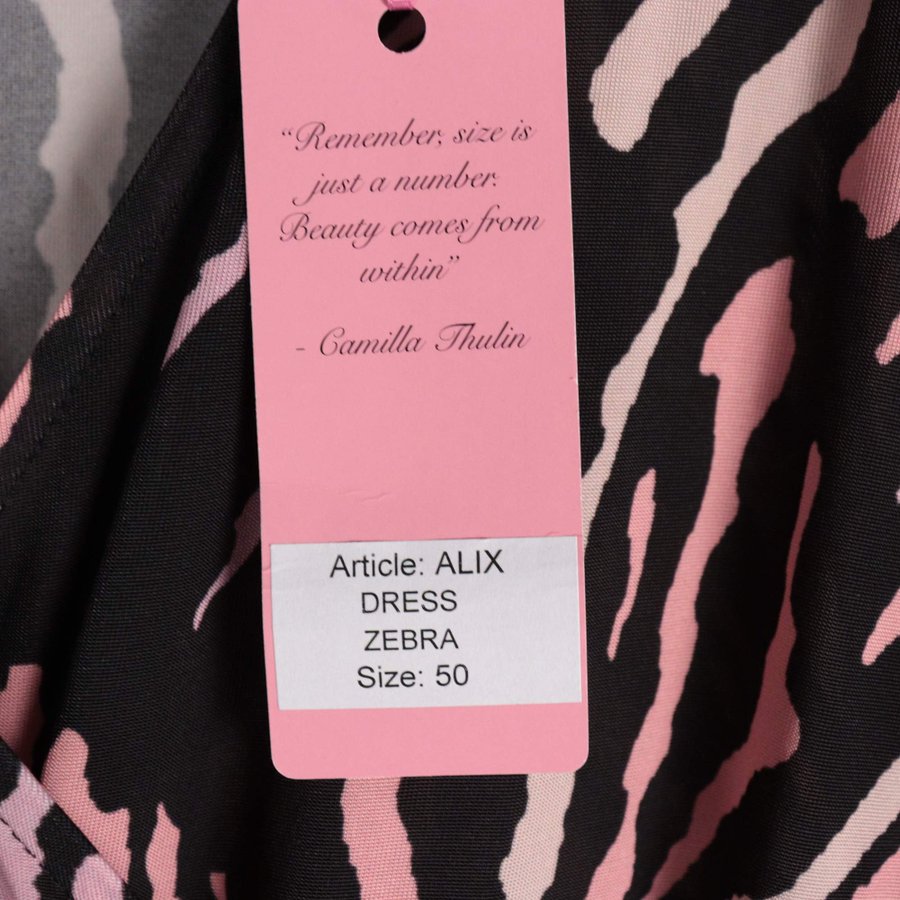 “Remember, size is
just a number.
Beauty comes from
within”
- Camilla Thulin
Article: ALIX
DRESS
ZEBRA
Size: 50